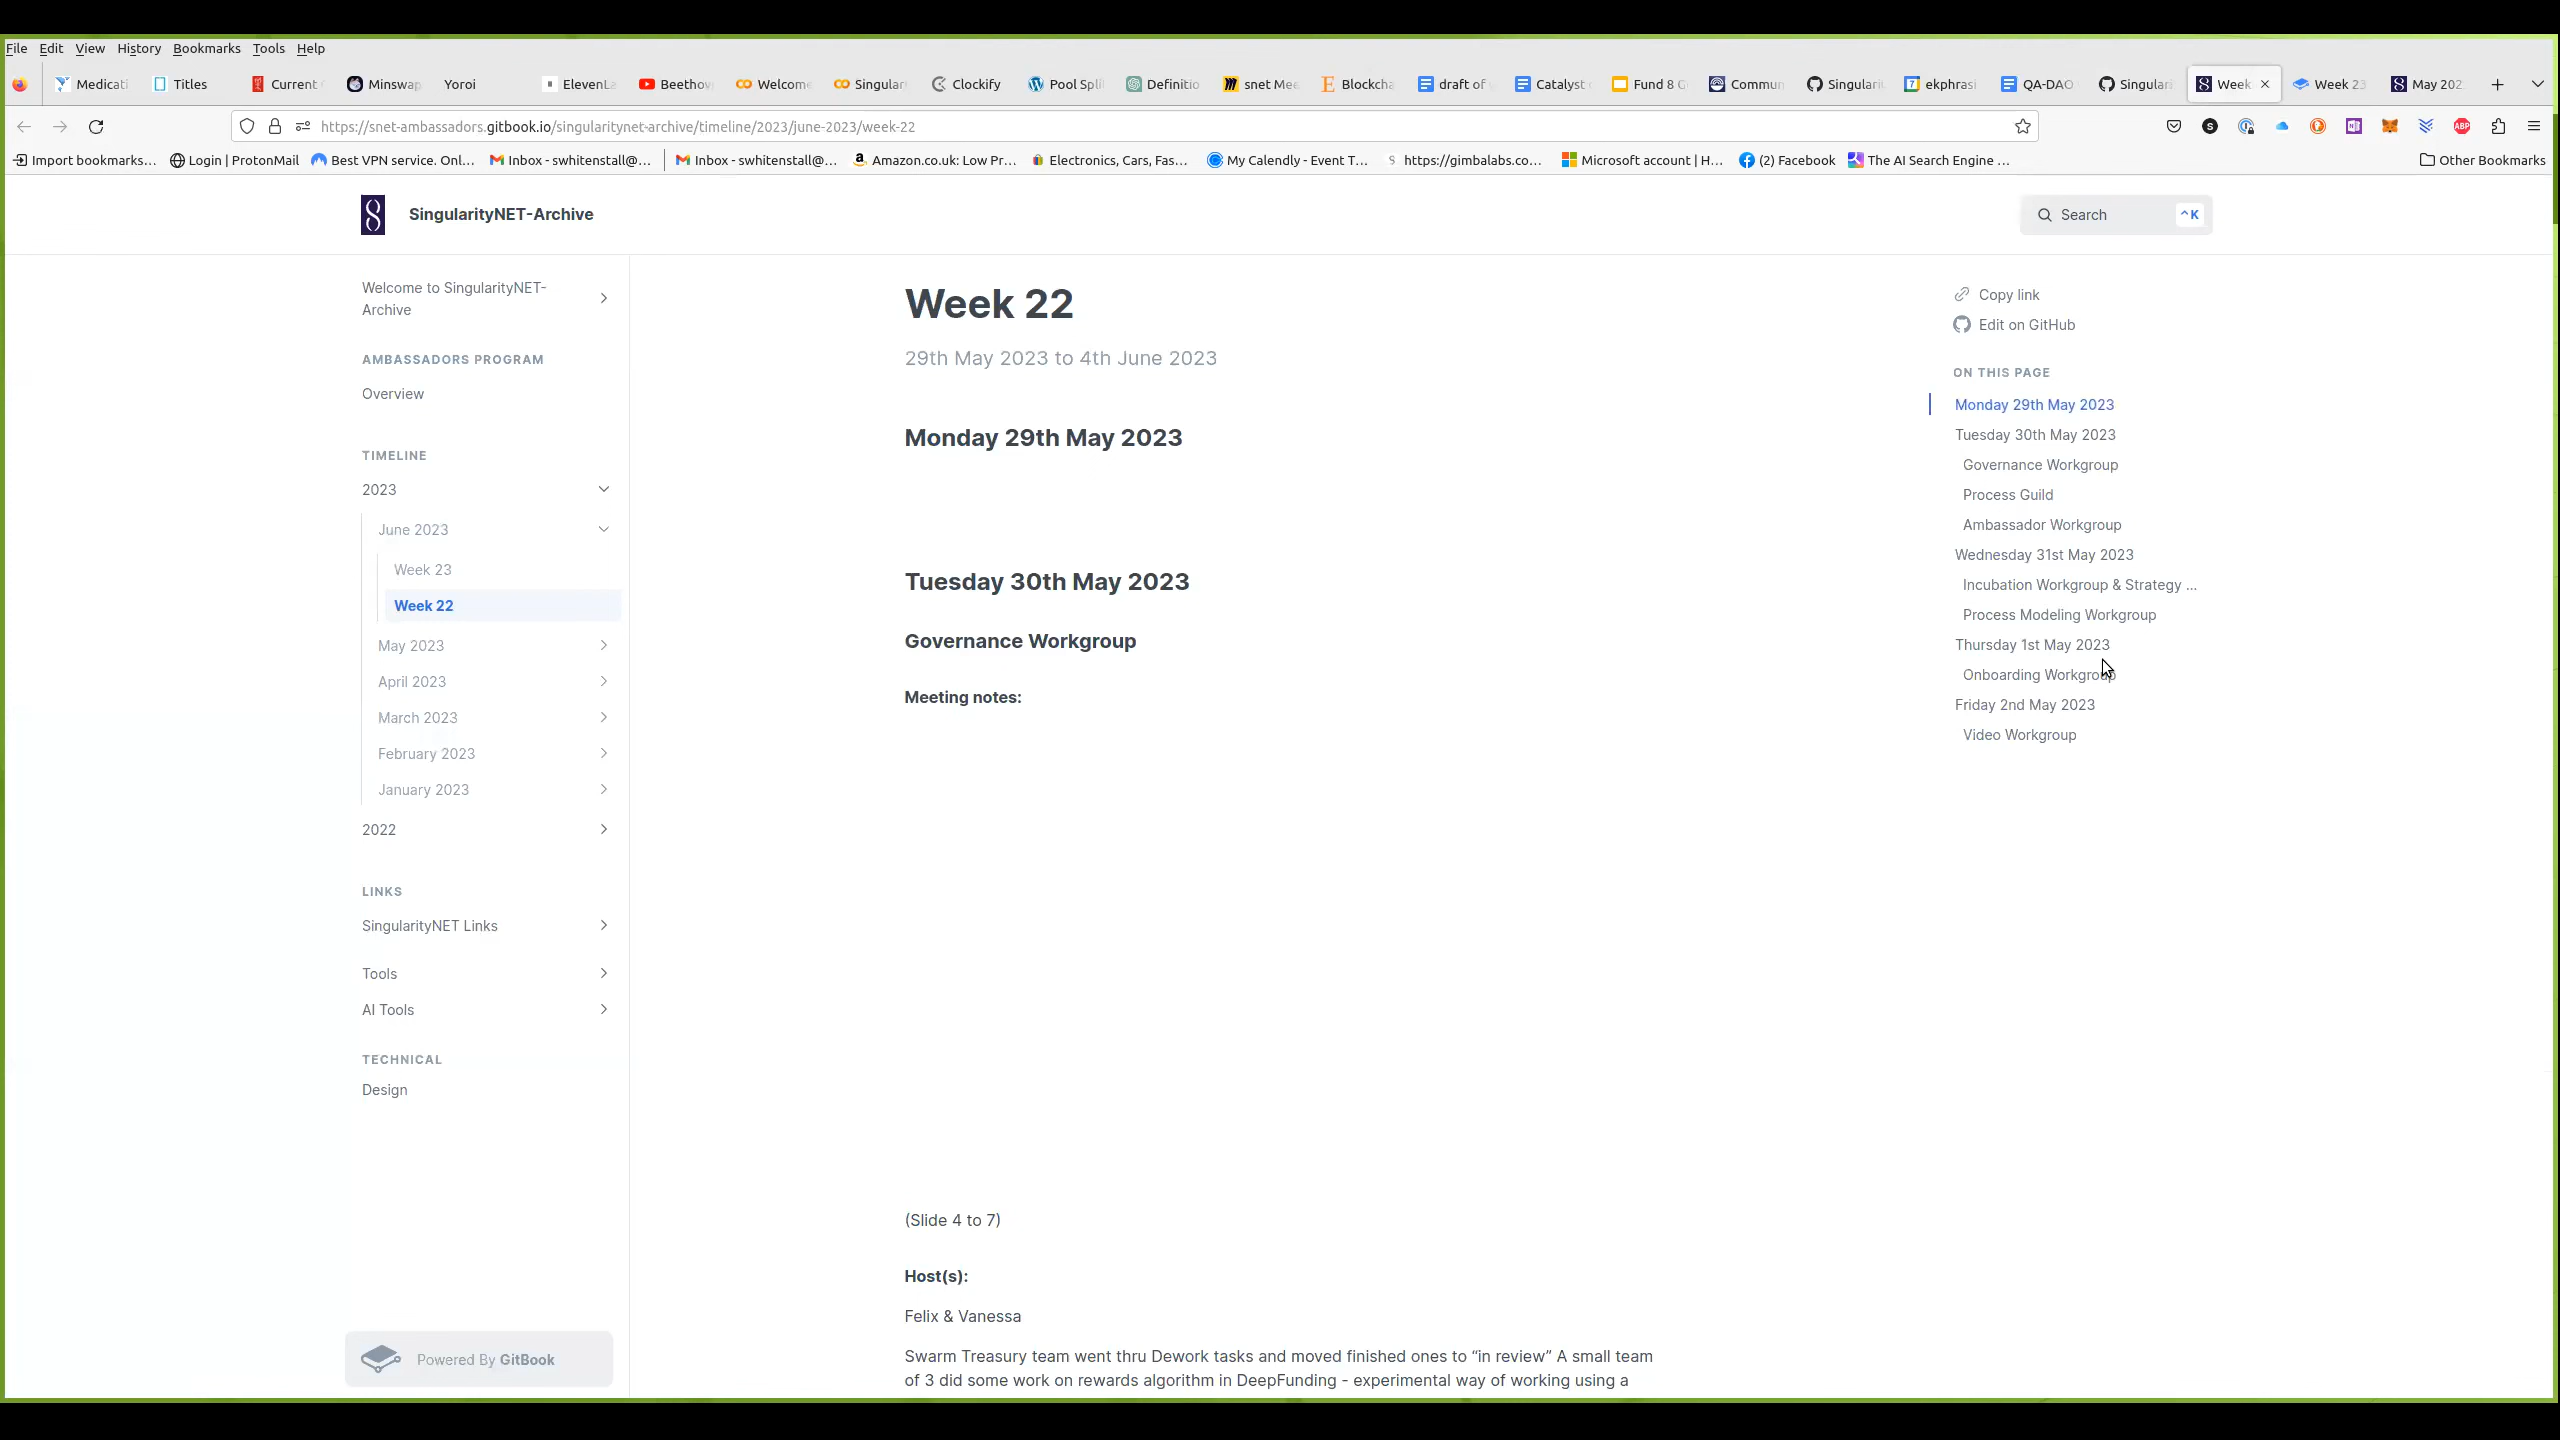 File Edit View History Bookmarks Tools Help
Medicati Titles Current Minswap Yoroi ElevenLa Beethov Welcome Singular Clockify Pool Spli Definitio snet Mee Blockcha draft of Catalyst Fund 8 G Commun Singulari ekphrasi QA-DAO Singular Week Week 23 May 202
https://snet-ambassadors.gitbook.io/singularitynet-archive/timeline/2023/june-2023/week-22
Import bookmarks... Login | ProtonMail Best VPN service. Onl... Inbox - swhitenstall@... Inbox - swhitenstall@... Amazon.co.uk: Low Pr... Electronics, Cars, Fas... My Calendly - Event T... https://gimbalabs.co... Microsoft account | H... (2) Facebook The AI Search Engine ... Other Bookmarks
SingularityNET-Archive
Search ^K
Welcome to SingularityNET-
Archive
AMBASSADORS PROGRAM
Overview
TIMELINE
2023
June 2023
Week 23
Week 22
May 2023
April 2023
March 2023
February 2023
January 2023
2022
LINKS
SingularityNET Links
Tools
AI Tools
TECHNICAL
Design
Powered By GitBook
Week 22
29th May 2023 to 4th June 2023
Monday 29th May 2023
Tuesday 30th May 2023
Governance Workgroup
Meeting notes:
(Slide 4 to 7)
Host(s):
Felix & Vanessa
Swarm Treasury team went thru Dework tasks and moved finished ones to “in review” A small team
of 3 did some work on rewards algorithm in DeepFunding - experimental way of working using a
Copy link
Edit on GitHub
ON THIS PAGE
Monday 29th May 2023
Tuesday 30th May 2023
Governance Workgroup
Process Guild
Ambassador Workgroup
Wednesday 31st May 2023
Incubation Workgroup & Strategy ...
Process Modeling Workgroup
Thursday 1st May 2023
Onboarding Workgroup
Friday 2nd May 2023
Video Workgroup